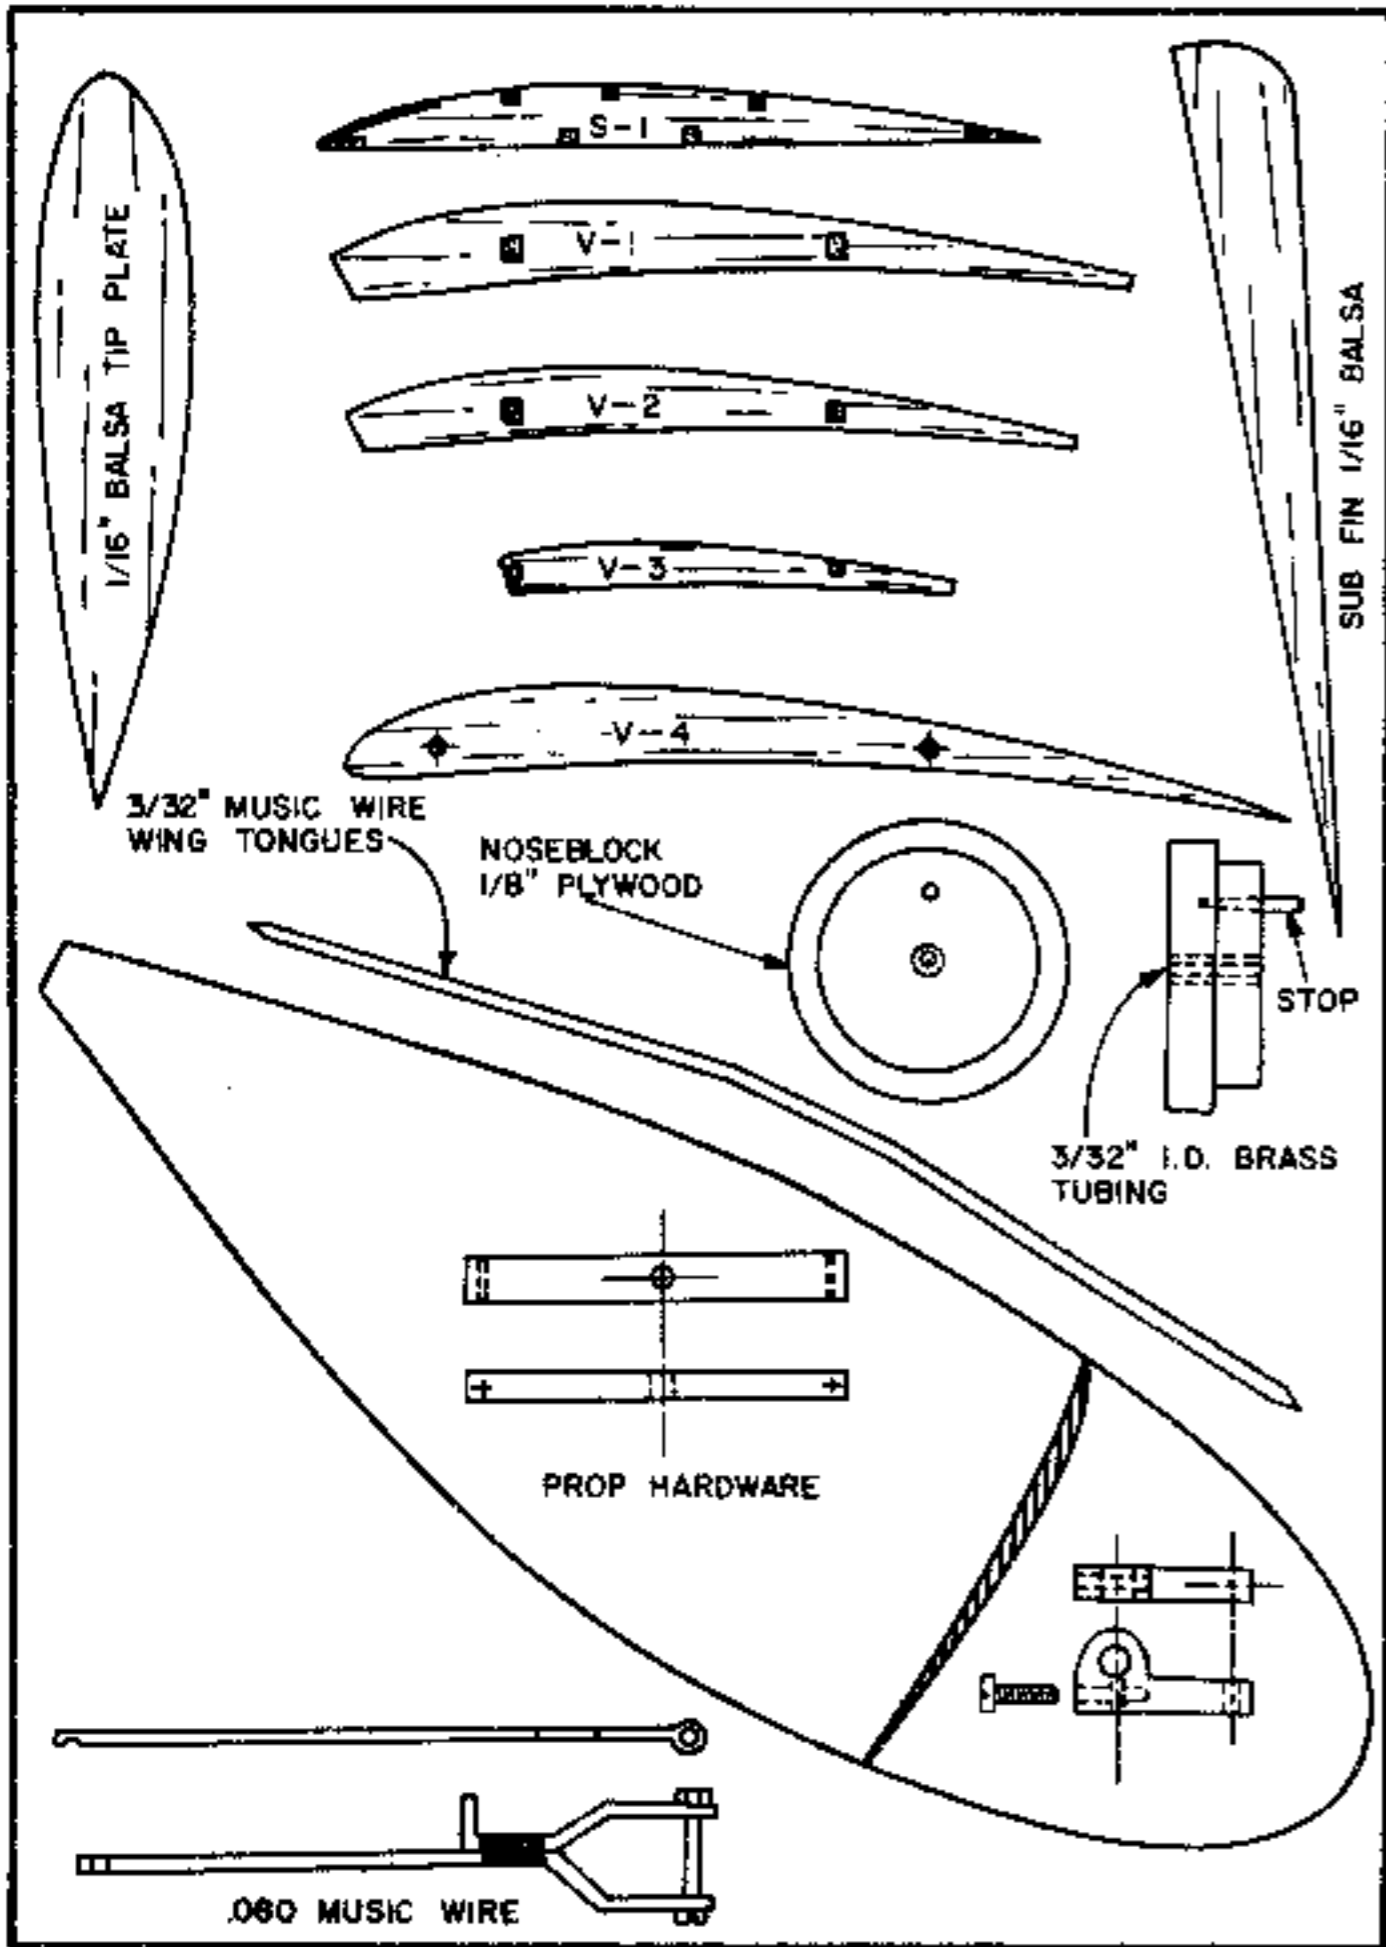 S-1
V-1
V-2
V-3
V-4
1/16" BALSA TIP PLATE
SUB FIN 1/16" BALSA
3/32" MUSIC WIRE
WING TONGUES
NOSEBLOCK
1/8" PLYWOOD
STOP
3/32" I.D. BRASS
TUBING
PROP HARDWARE
.060 MUSIC WIRE